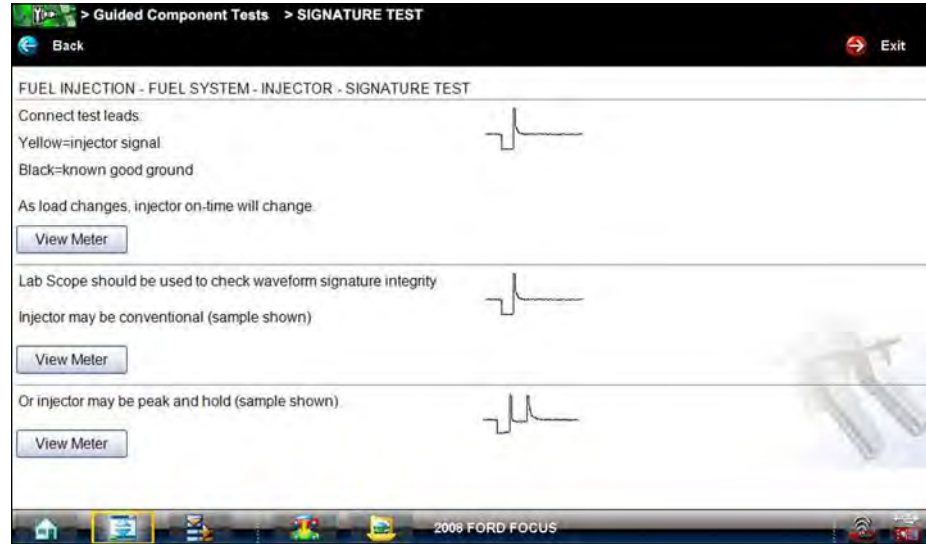 > Guided Component Tests > SIGNATURE TEST
Back
Exit
FUEL INJECTION - FUEL SYSTEM - INJECTOR - SIGNATURE TEST
Connect test leads:
Yellow=injector signal
Black=known good ground
As load changes, injector on-time will change.
View Meter
Lab Scope should be used to check waveform signature integrity
Injector may be conventional (sample shown)
View Meter
Or injector may be peak and hold (sample shown)
View Meter
2008 FORD FOCUS